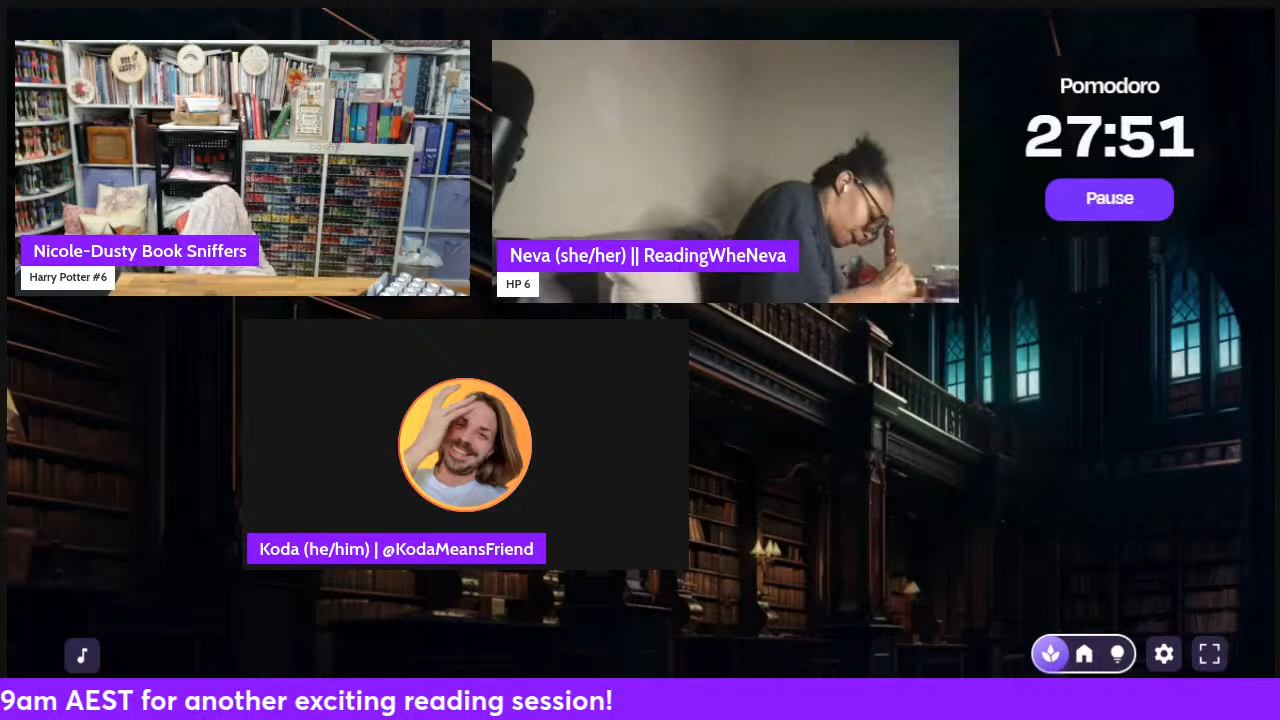 Pomodoro
27:51
Pause
Nicole-Dusty Book Sniffers
Harry Potter #6
Neva (she/her) || ReadingWheNeva
HP 6
Koda (he/him) | @KodaMeansFriend
9am AEST for another exciting reading session!